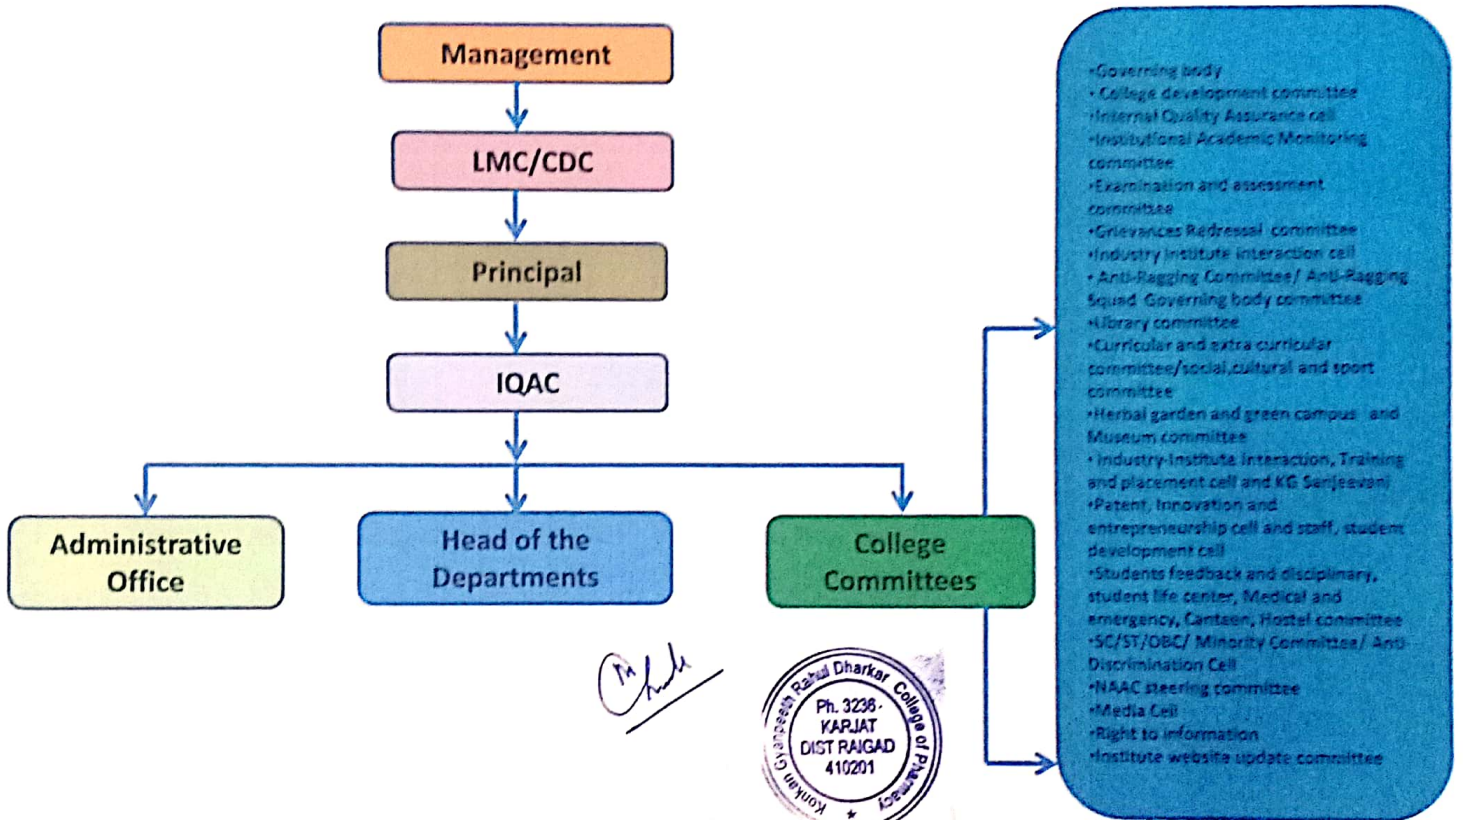 Management
LMC/CDC
Principal
IQAC
Administrative
Office
Head of the
Departments
College
Committees
•Governing body
• College development committee
•Internal Quality Assurance cell
•Institutional Academic Monitoring
committee
•Examination and assessment
committee
•Grievances Redressal committee
•Industry institute interaction cell
• Anti-Ragging Committee/ Anti-Ragging
Squad Governing body committee
•Library committee
•Curricular and extra curricular
committee/social,cultural and sport
committee
•Herbal garden and green campus and
Museum committee
• Industry-Institute Interaction, Training
and placement cell and KG Sanjeevani
•Patent, Innovation and
entrepreneurship cell and staff, student
development cell
•Students feedback and disciplinary,
student life center, Medical and
emergency, Canteen, Hostel committee
•SC/ST/OBC/ Minority Committee/ Anti
Discrimination Cell
•NAAC steering committee
•Media Cell
•Right to information
•Institute website update committee
Konkan Gyanpeeth Rahul Dharkar College of Pharmacy
Ph. 3236-
KARJAT
DIST RAIGAD
410201